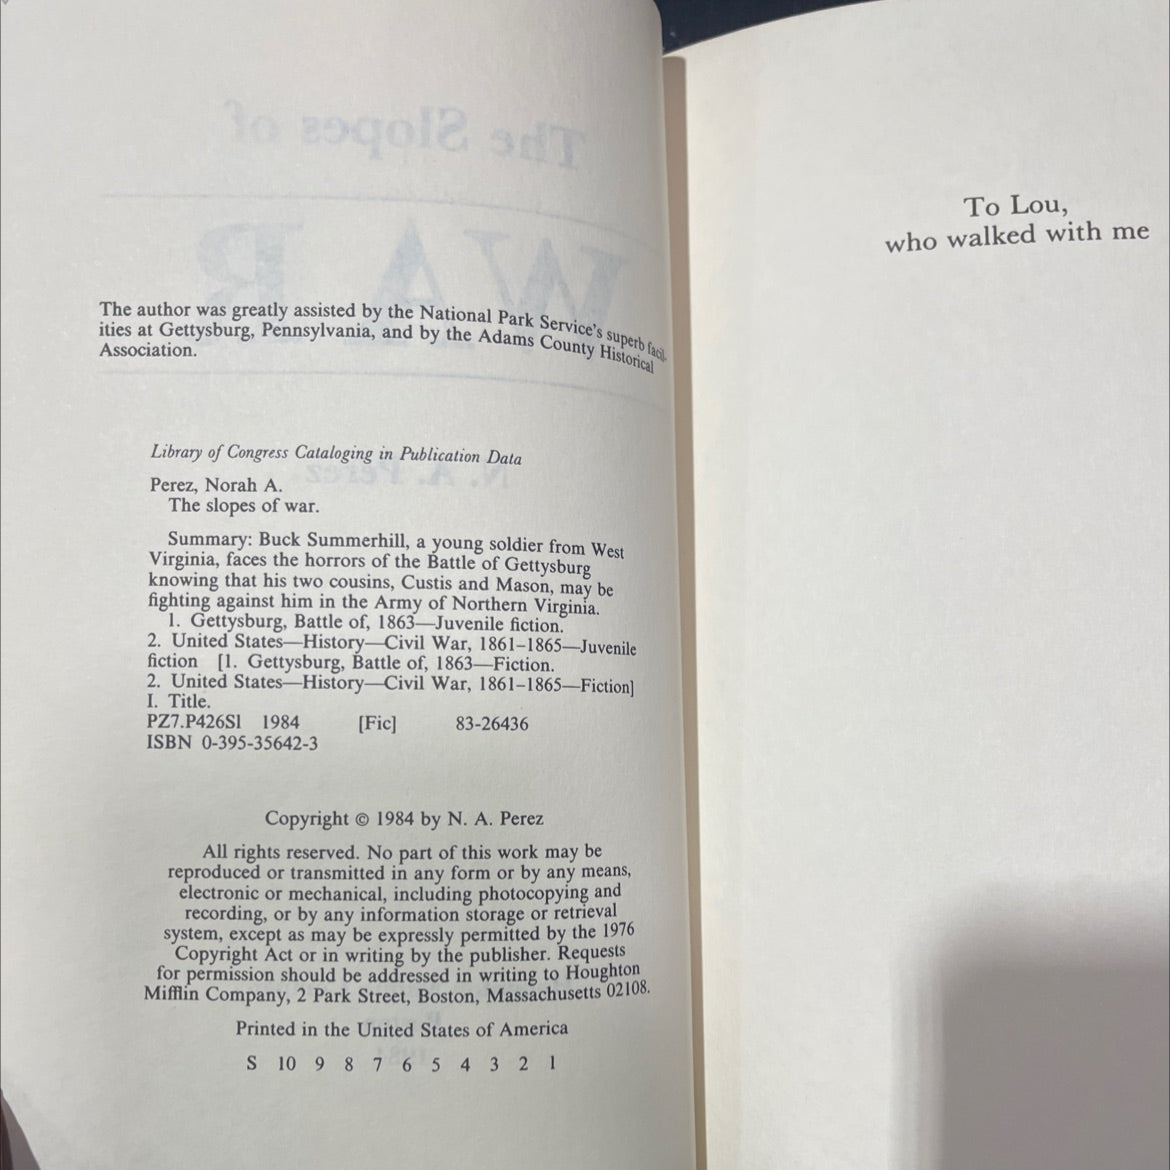 The author was greatly assisted by the National Park Service's superb facil-
ities at Gettysburg, Pennsylvania, and by the Adams County Historical
Association.
Library of Congress Cataloging in Publication Data
Perez, Norah A.
The slopes of war.
Summary: Buck Summerhill, a young soldier from West
Virginia, faces the horrors of the Battle of Gettysburg
knowing that his two cousins, Custis and Mason, may be
fighting against him in the Army of Northern Virginia.
1. Gettysburg, Battle of, 1863—Juvenile fiction.
2. United States—History—Civil War, 1861–1865—Juvenile
fiction [1. Gettysburg, Battle of, 1863—Fiction.
2. United States—History—Civil War, 1861–1865—Fiction]
I. Title.
PZ7.P426Sl 1984 [Fic] 83-26436
ISBN 0-395-35642-3
Copyright © 1984 by N. A. Perez
All rights reserved. No part of this work may be
reproduced or transmitted in any form or by any means,
electronic or mechanical, including photocopying and
recording, or by any information storage or retrieval
system, except as may be expressly permitted by the 1976
Copyright Act or in writing by the publisher. Requests
for permission should be addressed in writing to Houghton
Mifflin Company, 2 Park Street, Boston, Massachusetts 02108.
Printed in the United States of America
S 10 9 8 7 6 5 4 3 2 1
To Lou,
who walked with me